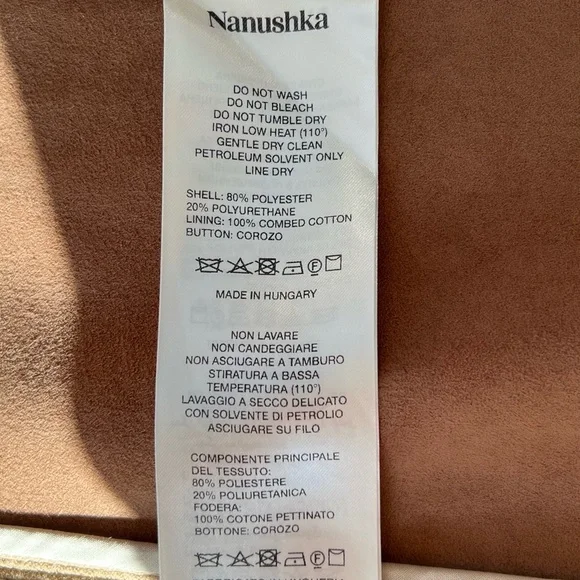 Nanushka
DO NOT WASH
DO NOT BLEACH
DO NOT TUMBLE DRY
IRON LOW HEAT (110°)
GENTLE DRY CLEAN
PETROLEUM SOLVENT ONLY
LINE DRY
SHELL: 80% POLYESTER
20% POLYURETHANE
LINING: 100% COMBED COTTON
BUTTON: COROZO
MADE IN HUNGARY
NON LAVARE
NON CANDEGGIARE
NON ASCIUGARE A TAMBURO
STIRATURA A BASSA
TEMPERATURA (110°)
LAVAGGIO A SECCO DELICATO
CON SOLVENTE DI PETROLIO
ASCIUGARE SU FILO
COMPONENTE PRINCIPALE
DEL TESSUTO:
80% POLIESTERE
20% POLIURETANICA
FODERA:
100% COTONE PETTINATO
BOTTONE: COROZO